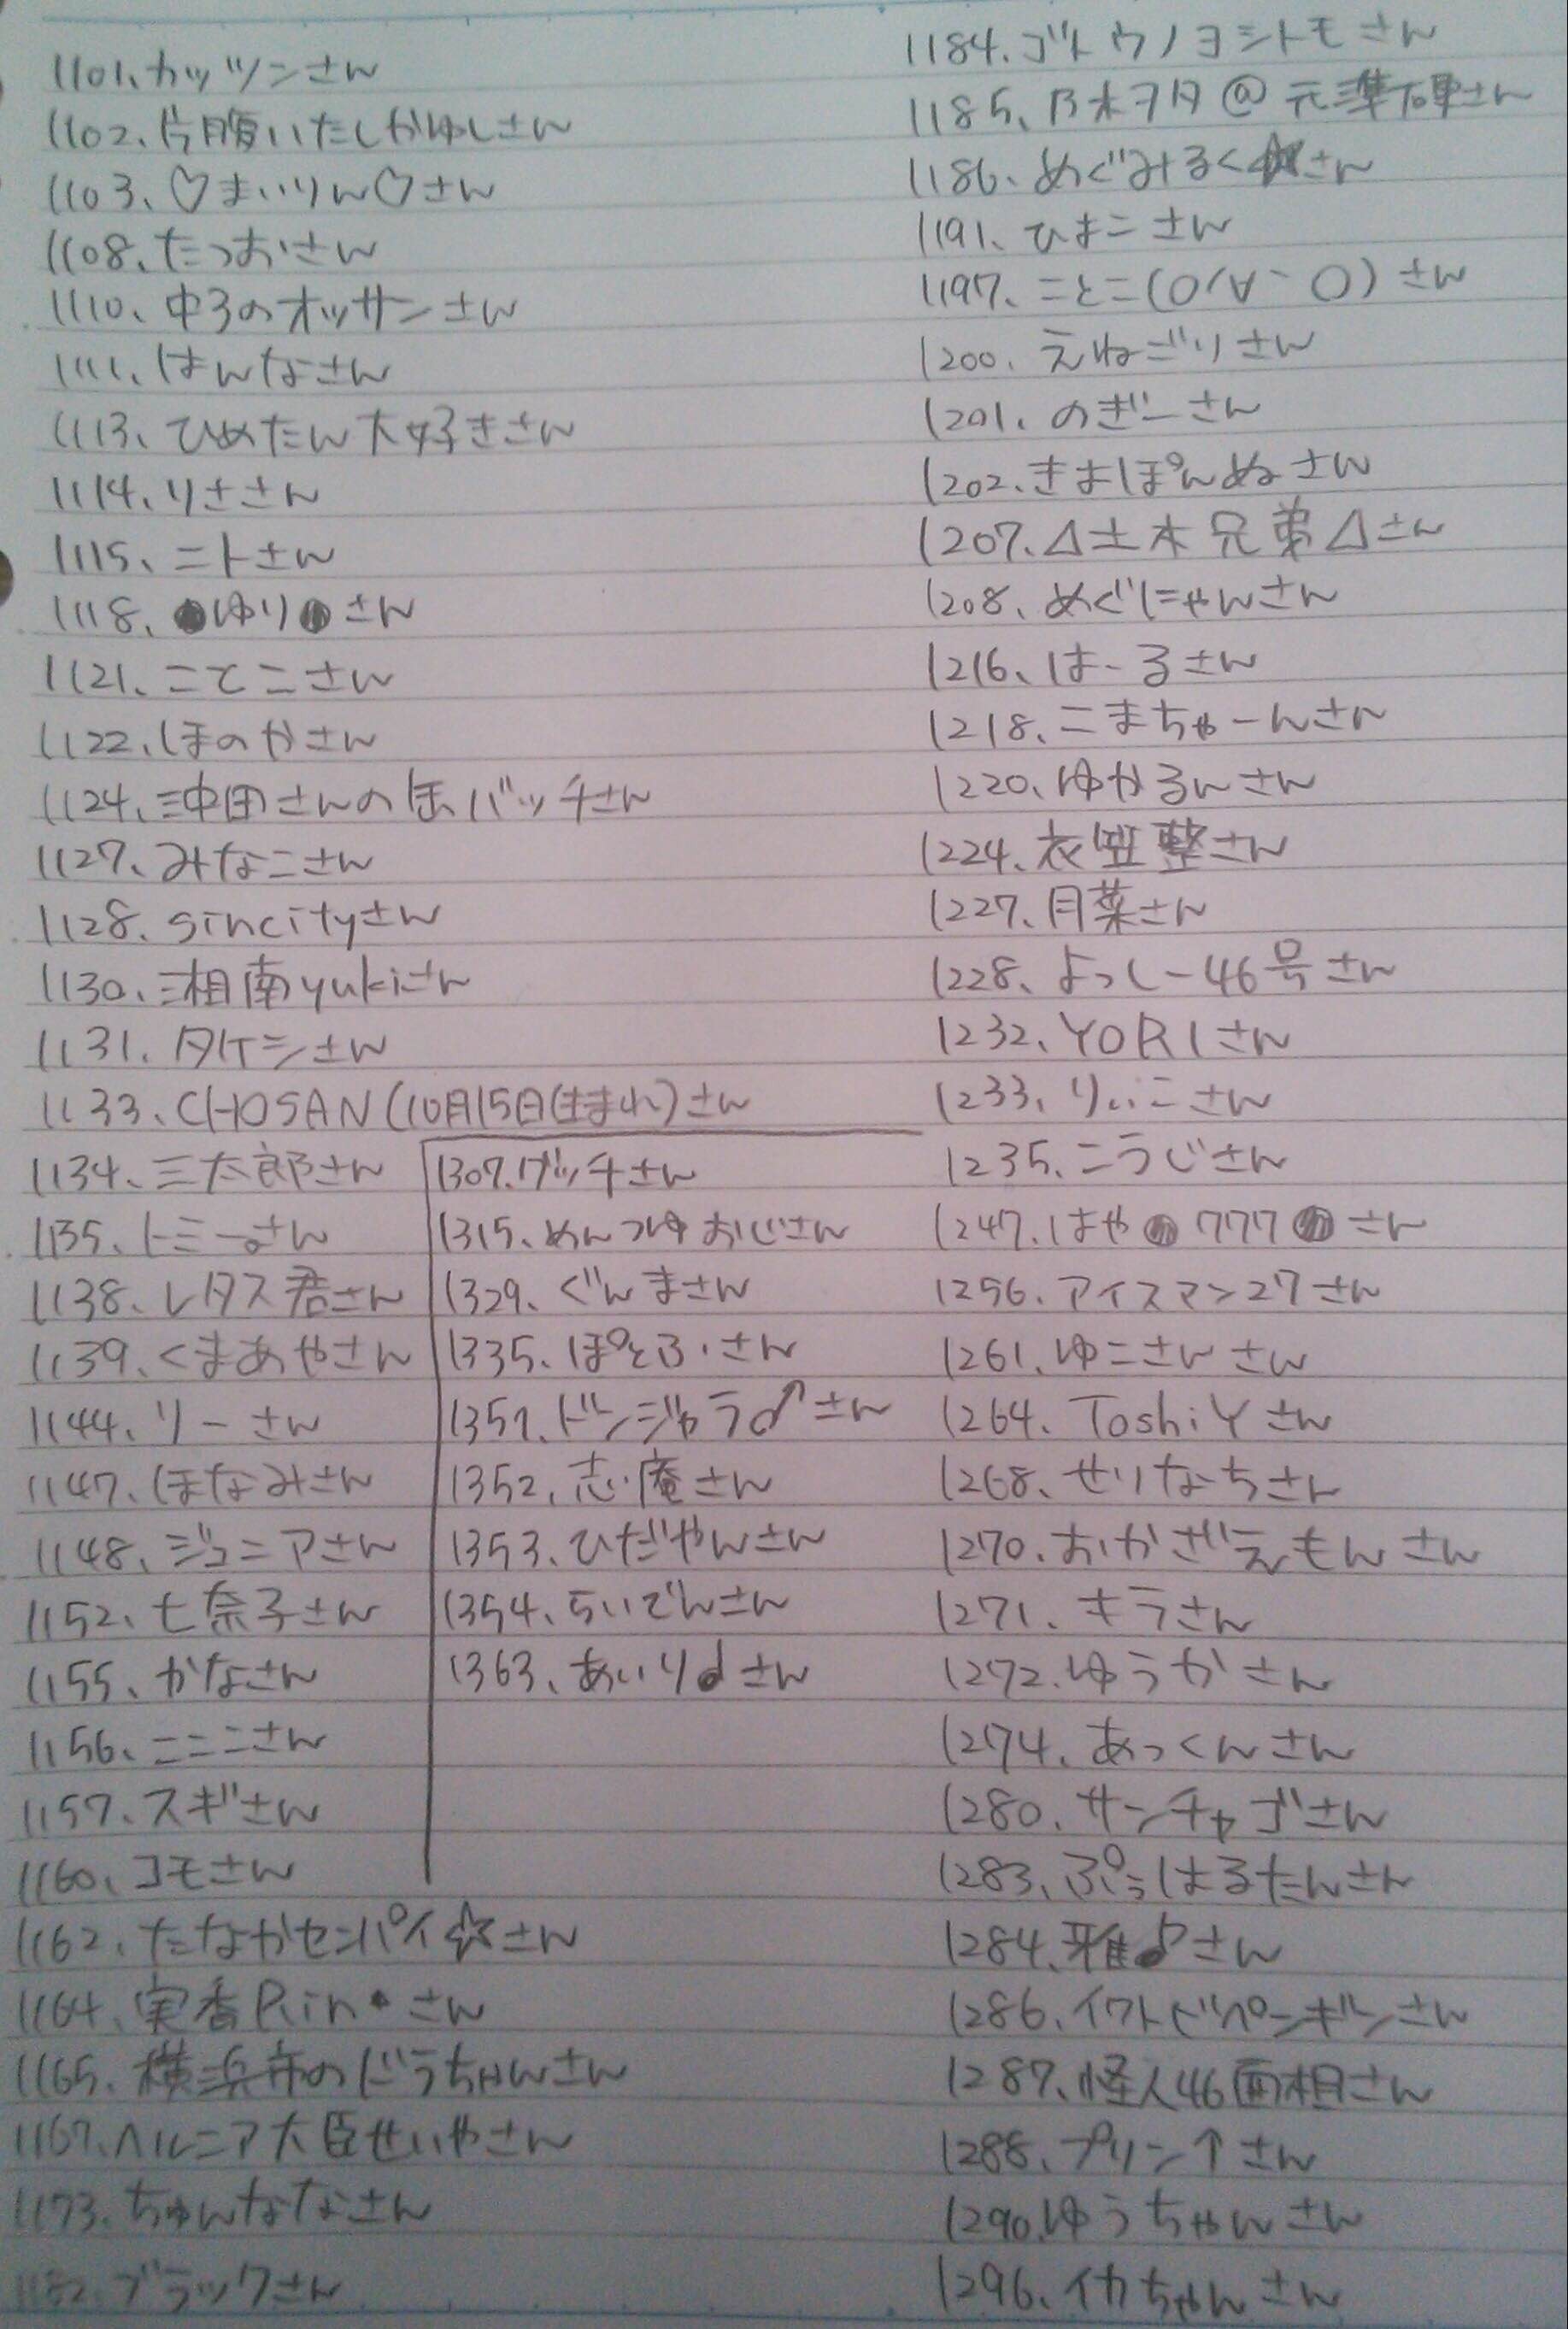 1101、カッツンさん
1102、片腹いたしかゆしさん
1103、♡まいりん♡さん
1108、たつおさん
1110、中3のオッサンさん
1111、はんなさん
1113、ひめたん大好きさん
1114、りささん
1115、ニトさん
1118、●ゆり●さん
1121、こてこさん
1122、ほのかさん
1124、沖田さんの缶バッチさん
1127、みなこさん
1128、sincityさん
1130、湘南yukiさん
1131、タケシさん
1133、CHOSAN(10月15日生まれ)さん
1134、三太郎さん
1135、トミーさん
1138、レタス君さん
1139、くまあやさん
1144、リーさん
1147、ほなみさん
1148、ジュニアさん
1152、七奈子さん
1155、かなさん
1156、こここさん
1157、スギさん
1160、コモさん
1162、たなかセンパイ☆さん
1164、実香Rin*さん
1165、横浜市のどうちゃんさん
1167、ヘルニア大臣せいやさん
1173、ちゅんななさん
1182、ブラックさん
1307、グッチさん
1315、めんつゆおじさん
1329、ぐんまさん
1335、ぽとふぃさん
1351、ドンジャラ♂さん
1352、志庵さん
1353、ひだやんさん
1354、らいでんさん
1363、あいり♩さん
1184、ゴトウノヨシトモさん
1185、乃木ヲタ@元準硬さん
1186、めぐみるく☆さん
1191、ひよこさん
1197、ことこ(○´∀`○)さん
1200、えねごりさん
1201、のぎーさん
1202、きよぽんぬさん
1207、△土木兄弟△さん
1208、めぐにゃんさん
1216、はーるさん
1218、こまちゃーんさん
1220、ゆかるんさん
1224、衣笠整さん
1227、月菜さん
1228、よっしー46号さん
1232、YORIさん
1233、りぃこさん
1235、こうじさん
1247、はや●777●さん
1256、アイスマン27さん
1261、ゆこさんさん
1264、ToshiYさん
1268、せりなちさん
1270、おかざえもんさん
1271、キラさん
1272、ゆうかさん
1274、あっくんさん
1280、サンチャゴさん
1283、ぷぅはるたんさん
1284、雅♪さん
1286、イワトビペンギンさん
1287、怪人46面相さん
1288、プリン↑さん
1290、ゆうちゃんさん
1296、イカちゃんさん